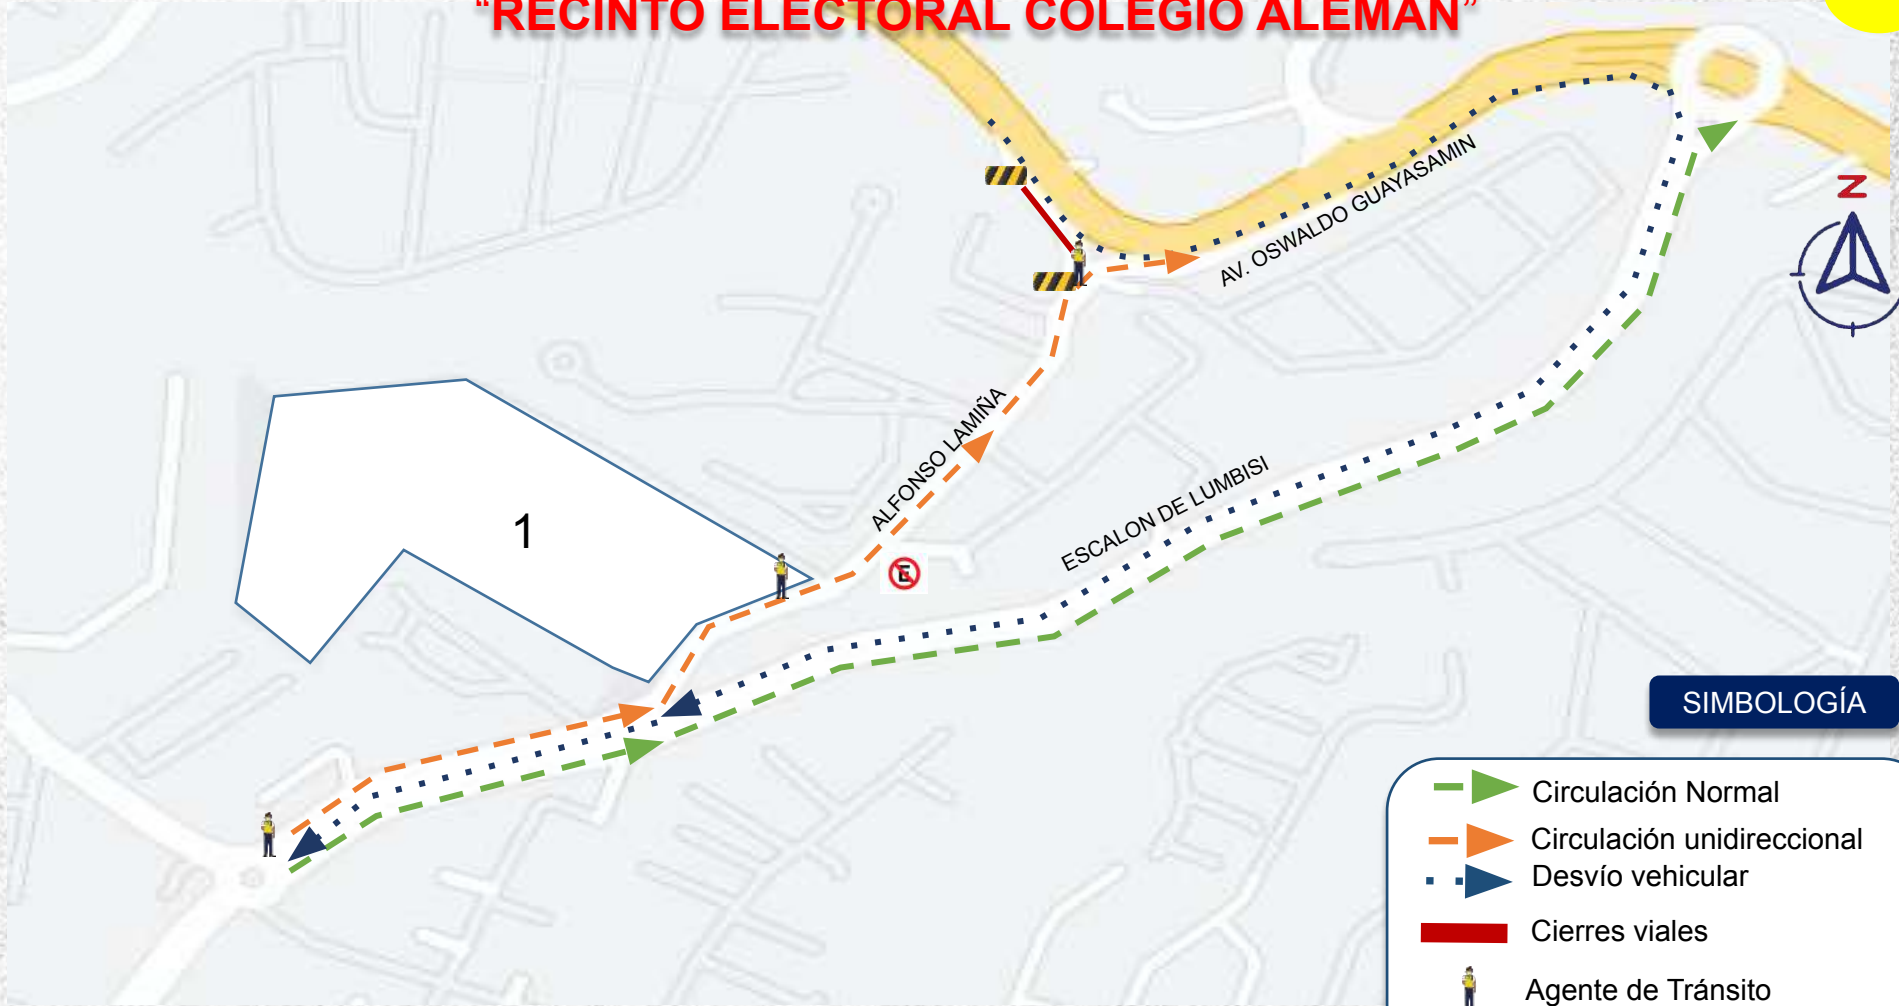 “RECINTO ELECTORAL COLEGIO ALEMÁN”
AV. OSWALDO GUAYASAMIN
N
ALFONSO LAMIÑA
ESCALON DE LUMBISI
1
E
SIMBOLOGÍA
Circulación Normal
Circulación unidireccional
Desvío vehicular
Cierres viales
Agente de Tránsito